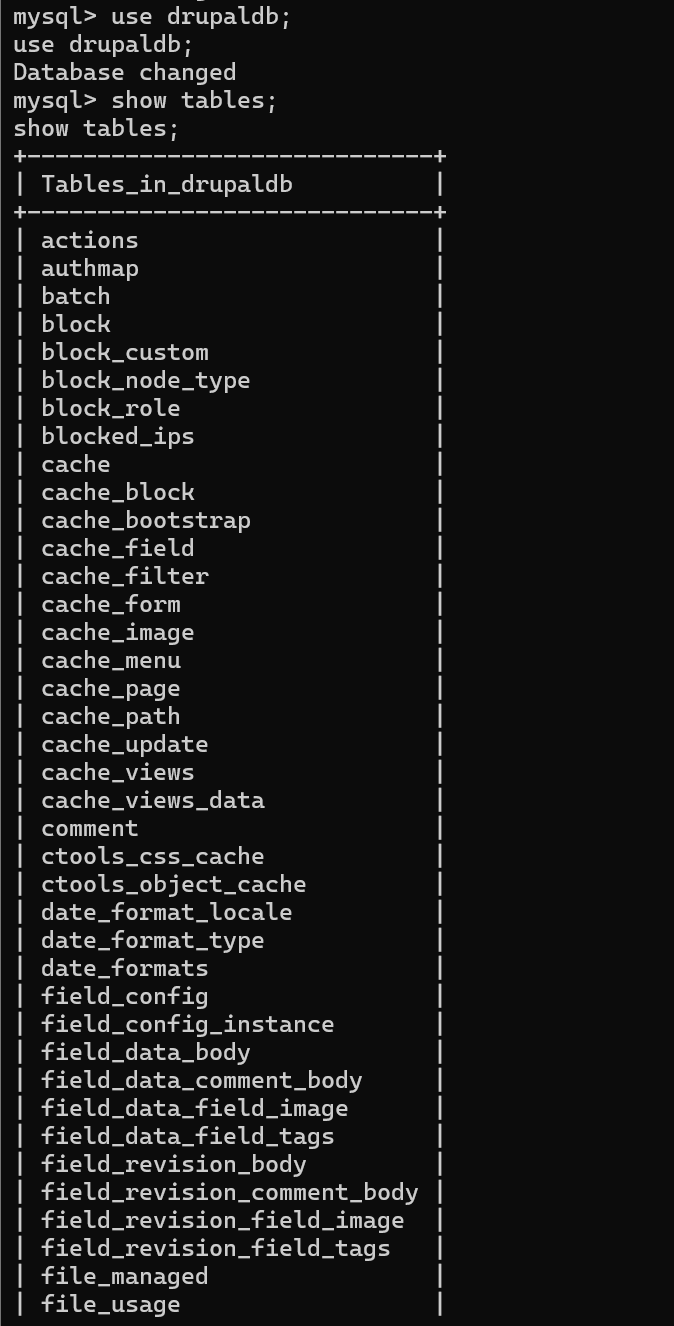 mysql> use drupaldb;
use drupaldb;
Database changed
mysql> show tables;
show tables;
+-----------------------------+
| Tables_in_drupaldb          |
+-----------------------------+
| actions                     |
| authmap                     |
| batch                       |
| block                       |
| block_custom                |
| block_node_type             |
| block_role                  |
| blocked_ips                 |
| cache                       |
| cache_block                 |
| cache_bootstrap             |
| cache_field                 |
| cache_filter                |
| cache_form                  |
| cache_image                 |
| cache_menu                  |
| cache_page                  |
| cache_path                  |
| cache_update                |
| cache_views                 |
| cache_views_data            |
| comment                     |
| ctools_css_cache            |
| ctools_object_cache         |
| date_format_locale          |
| date_format_type            |
| date_formats                |
| field_config                |
| field_config_instance       |
| field_data_body             |
| field_data_comment_body     |
| field_data_field_image      |
| field_data_field_tags       |
| field_revision_body         |
| field_revision_comment_body |
| field_revision_field_image  |
| field_revision_field_tags   |
| file_managed                |
| file_usage                  |